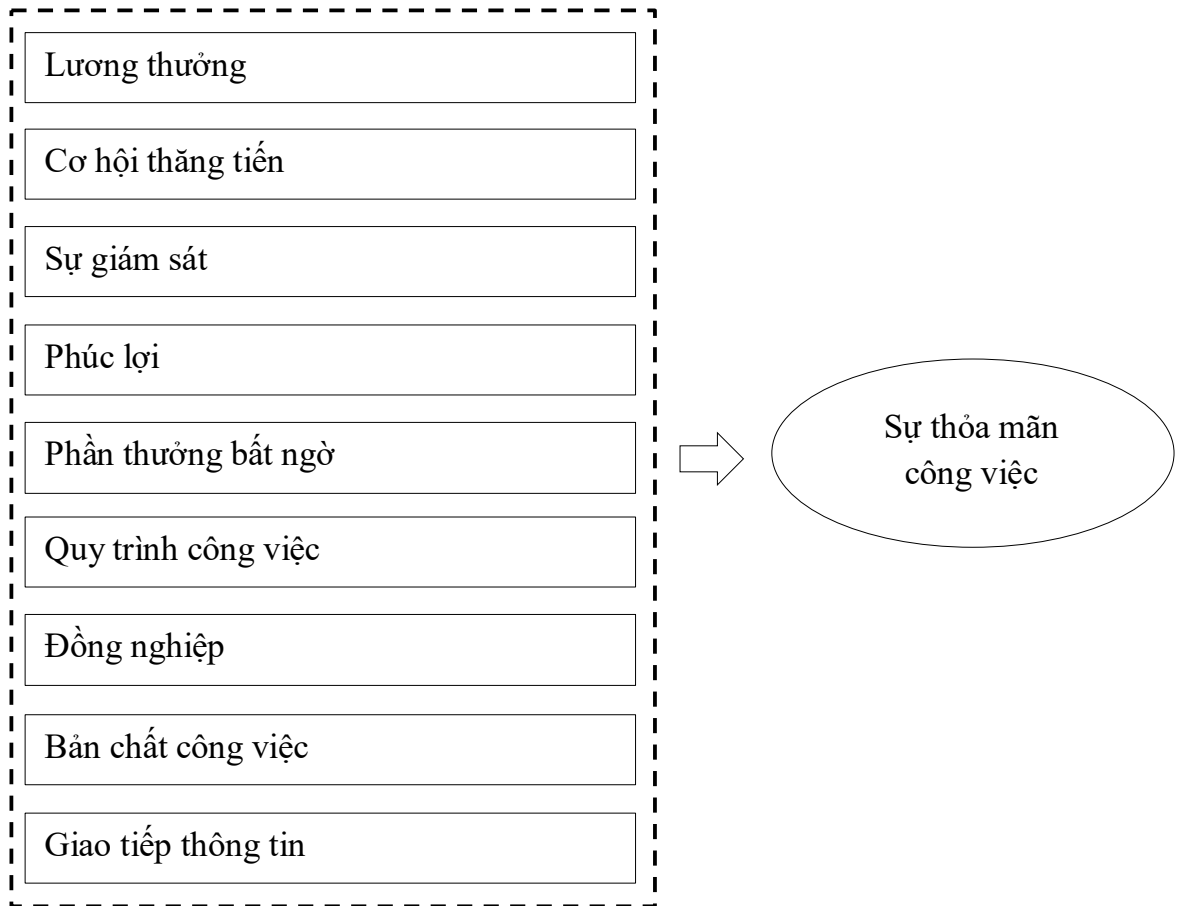 Lương thưởng
Cơ hội thăng tiến
Sự giám sát
Phúc lợi
Phần thưởng bất ngờ
Quy trình công việc
Đồng nghiệp
Bản chất công việc
Giao tiếp thông tin
Sự thỏa mãn
công việc